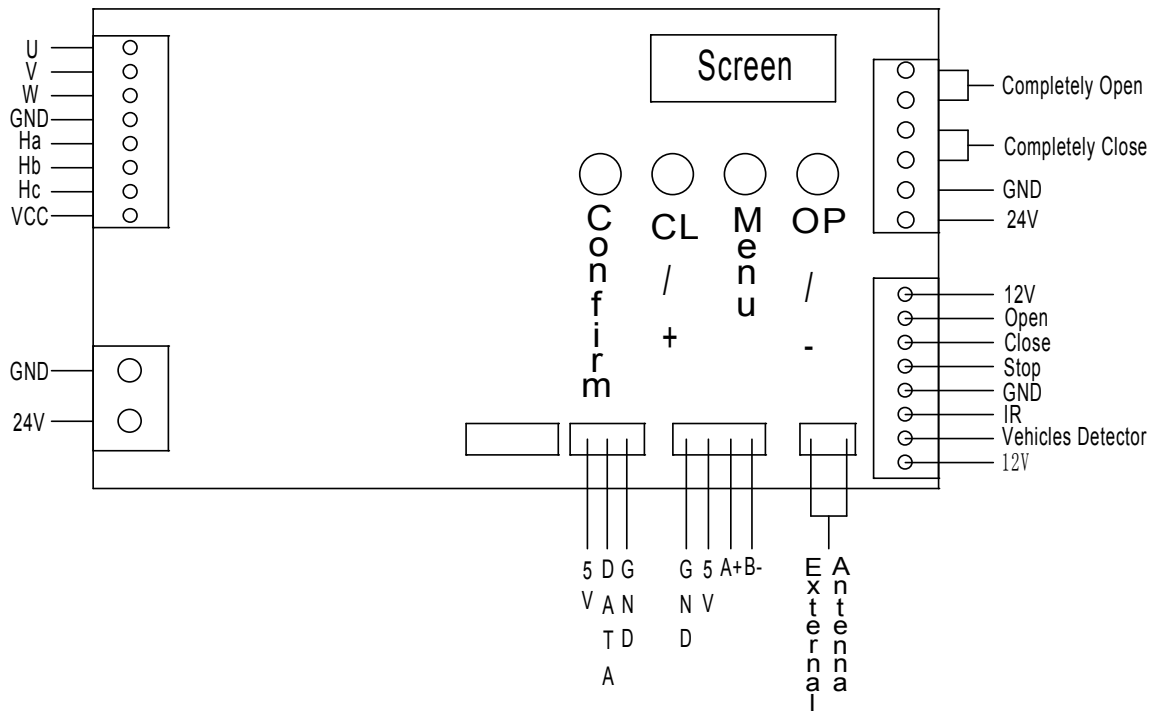 U
V
W
GND
Ha
Hb
Hc
VCC
GND
24V
Screen
Confirm
CL / +
Menu
OP / -
Completely Open
Completely Close
GND
24V
12V
Open
Close
Stop
GND
IR
Vehicles Detector
12V
5V
DATA
GND
GND
5V
A+
B-
External
Antenna